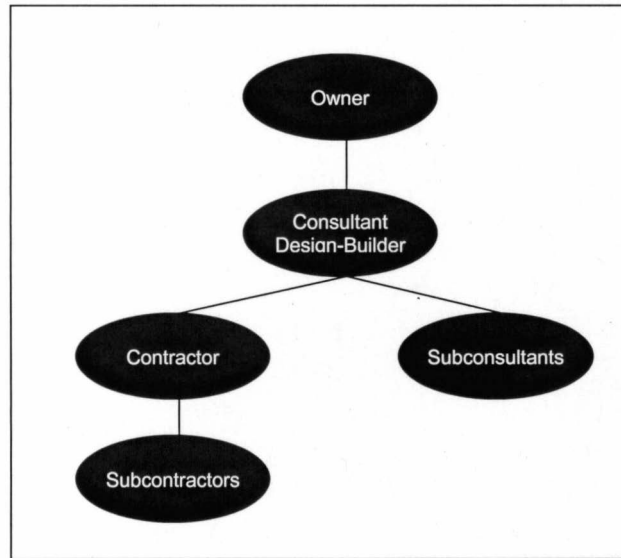 Owner
Consultant
Design-Builder
Contractor
Subconsultants
Subcontractors